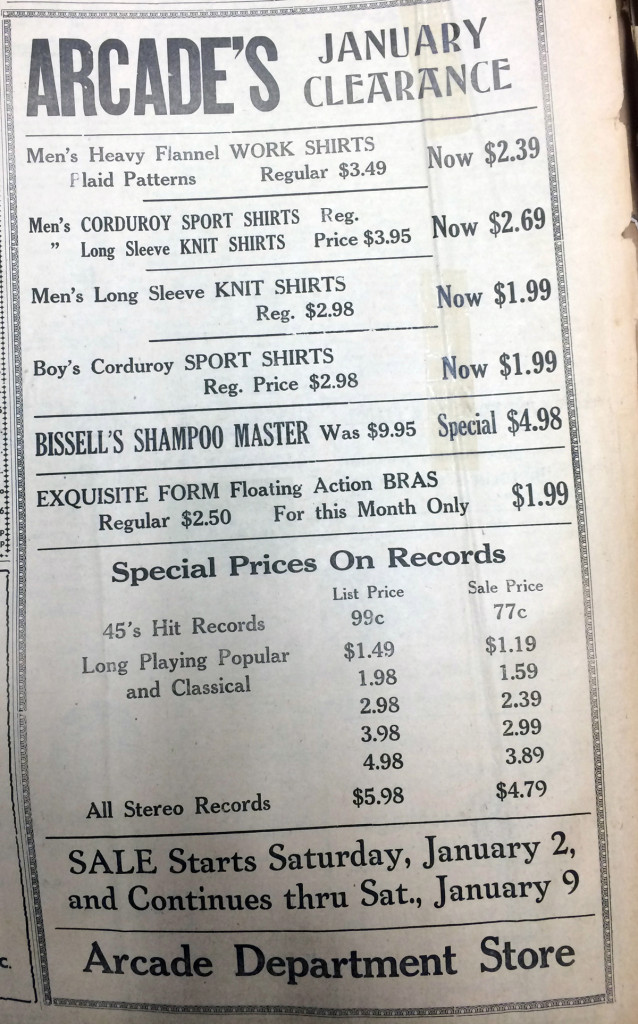 ARCADE'S JANUARY CLEARANCE
Men's Heavy Flannel WORK SHIRTS
Plaid Patterns Regular $3.49 Now $2.39
Men's CORDUROY SPORT SHIRTS Reg.
" Long Sleeve KNIT SHIRTS Price $3.95 Now $2.69
Men's Long Sleeve KNIT SHIRTS
Reg. $2.98 Now $1.99
Boy's Corduroy SPORT SHIRTS
Reg. Price $2.98 Now $1.99
BISSELL'S SHAMPOO MASTER Was $9.95 Special $4.98
EXQUISITE FORM Floating Action BRAS
Regular $2.50 For this Month Only $1.99
Special Prices On Records
List Price Sale Price
45's Hit Records 99c 77c
Long Playing Popular $1.49 $1.19
and Classical 1.98 1.59
2.98 2.39
3.98 2.99
4.98 3.89
All Stereo Records $5.98 $4.79
SALE Starts Saturday, January 2,
and Continues thru Sat., January 9
Arcade Department Store